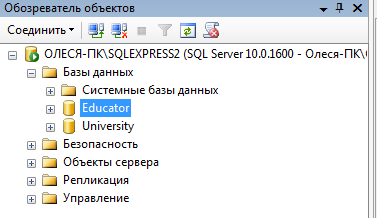 Обозреватель объектов
Соединить
ОЛЕСЯ-ПК\SQLEXPRESS2 (SQL Server 10.0.1600 - Олеся-ПК\
Базы данных
Системные базы данных
Educator
University
Безопасность
Объекты сервера
Репликация
Управление